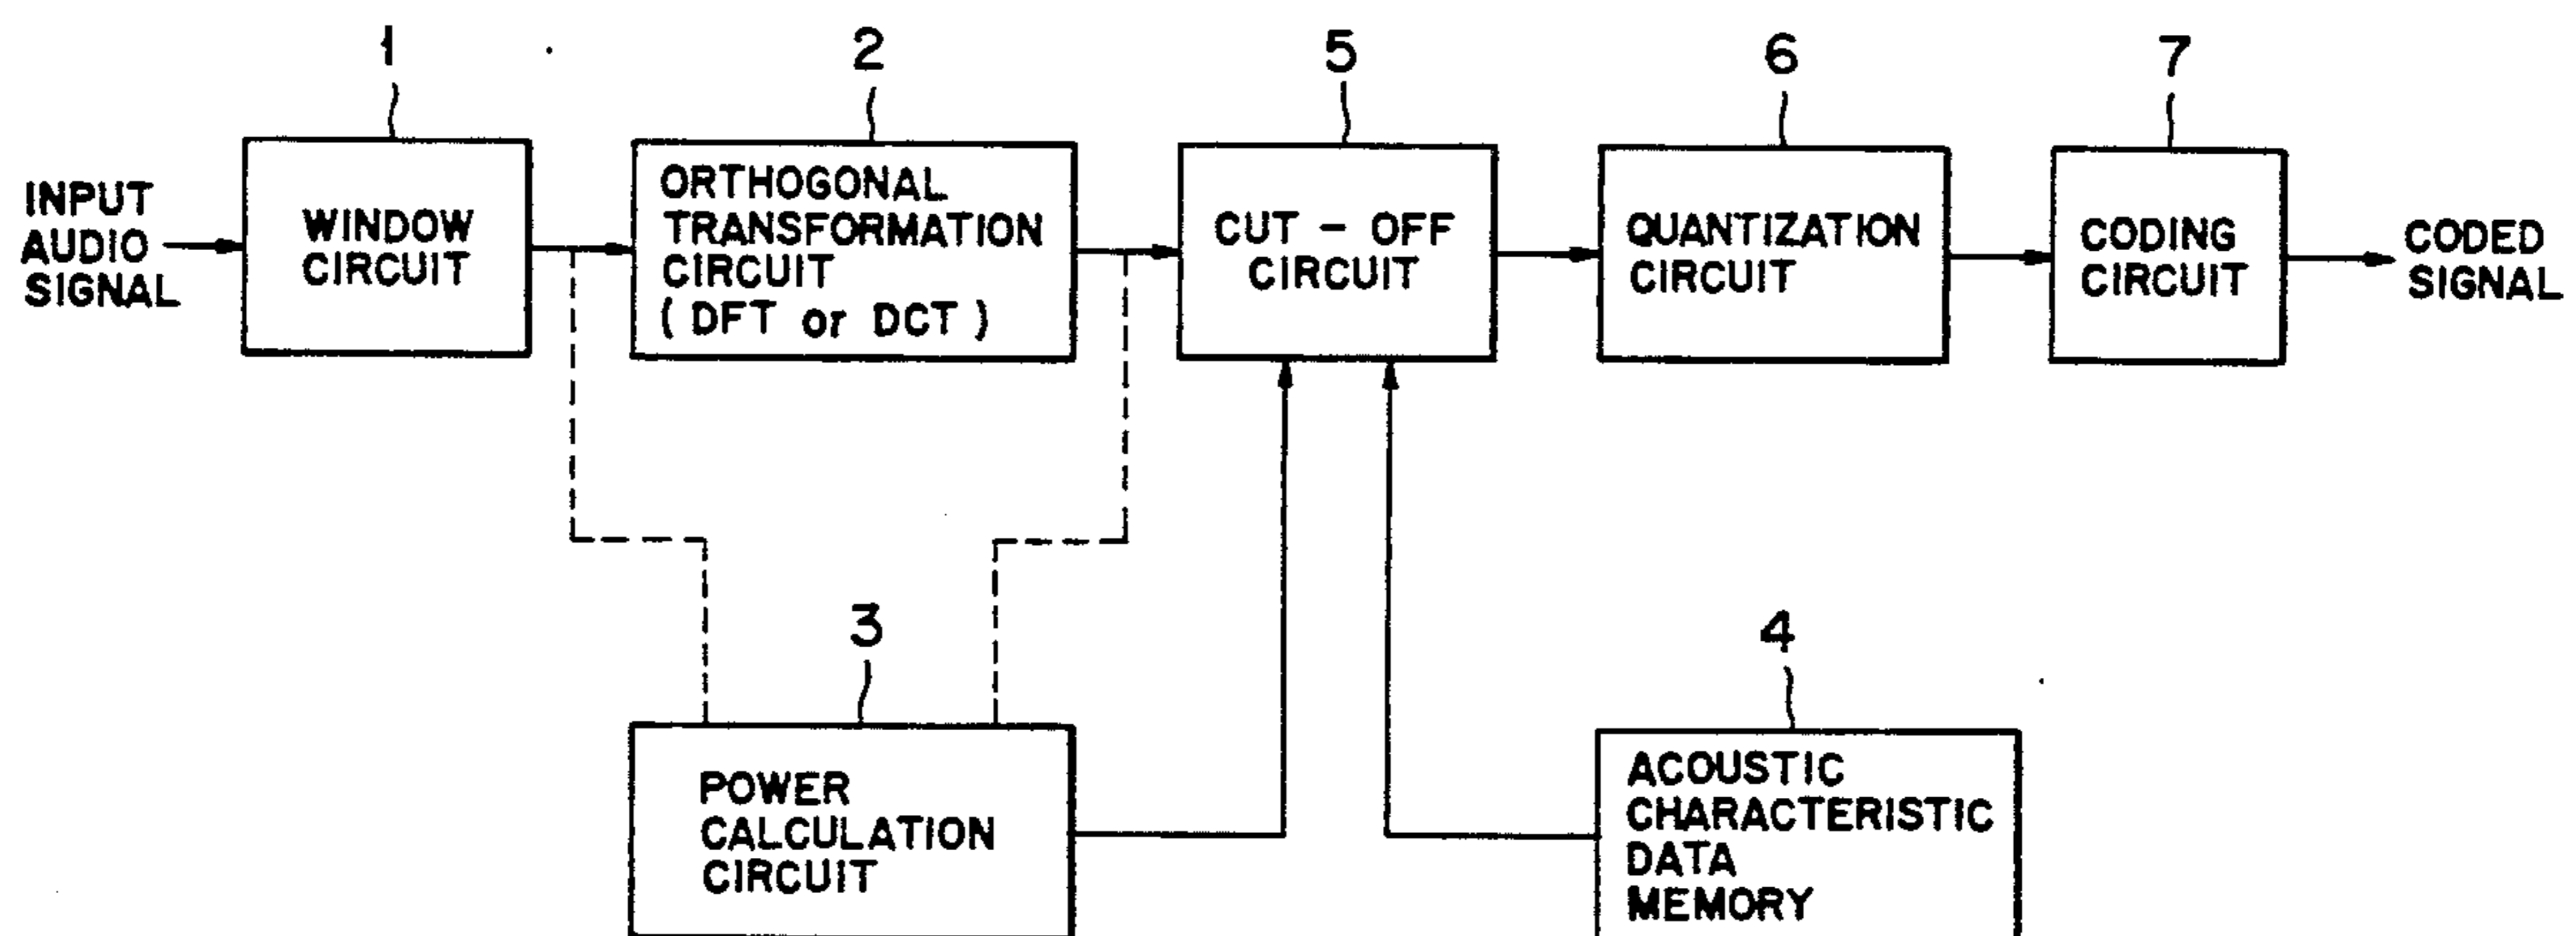 1
2
5
6
7
INPUT
AUDIO
SIGNAL
WINDOW
CIRCUIT
ORTHOGONAL
TRANSFORMATION
CIRCUIT
( DFT or DCT )
CUT - OFF
CIRCUIT
QUANTIZATION
CIRCUIT
CODING
CIRCUIT
CODED
SIGNAL
3
4
POWER
CALCULATION
CIRCUIT
ACOUSTIC
CHARACTERISTIC
DATA
MEMORY